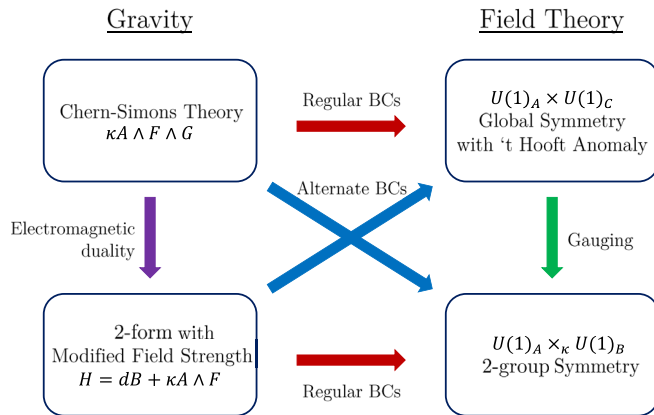 Gravity
Field Theory
Chern-Simons Theory
κA ∧ F ∧ G
Regular BCs
U(1)_A × U(1)_C
Global Symmetry
with ‘t Hooft Anomaly
Alternate BCs
Electromagnetic
duality
Gauging
2-form with
Modified Field Strength
H = dB + κA ∧ F
Regular BCs
U(1)_A ×_κ U(1)_B
2-group Symmetry